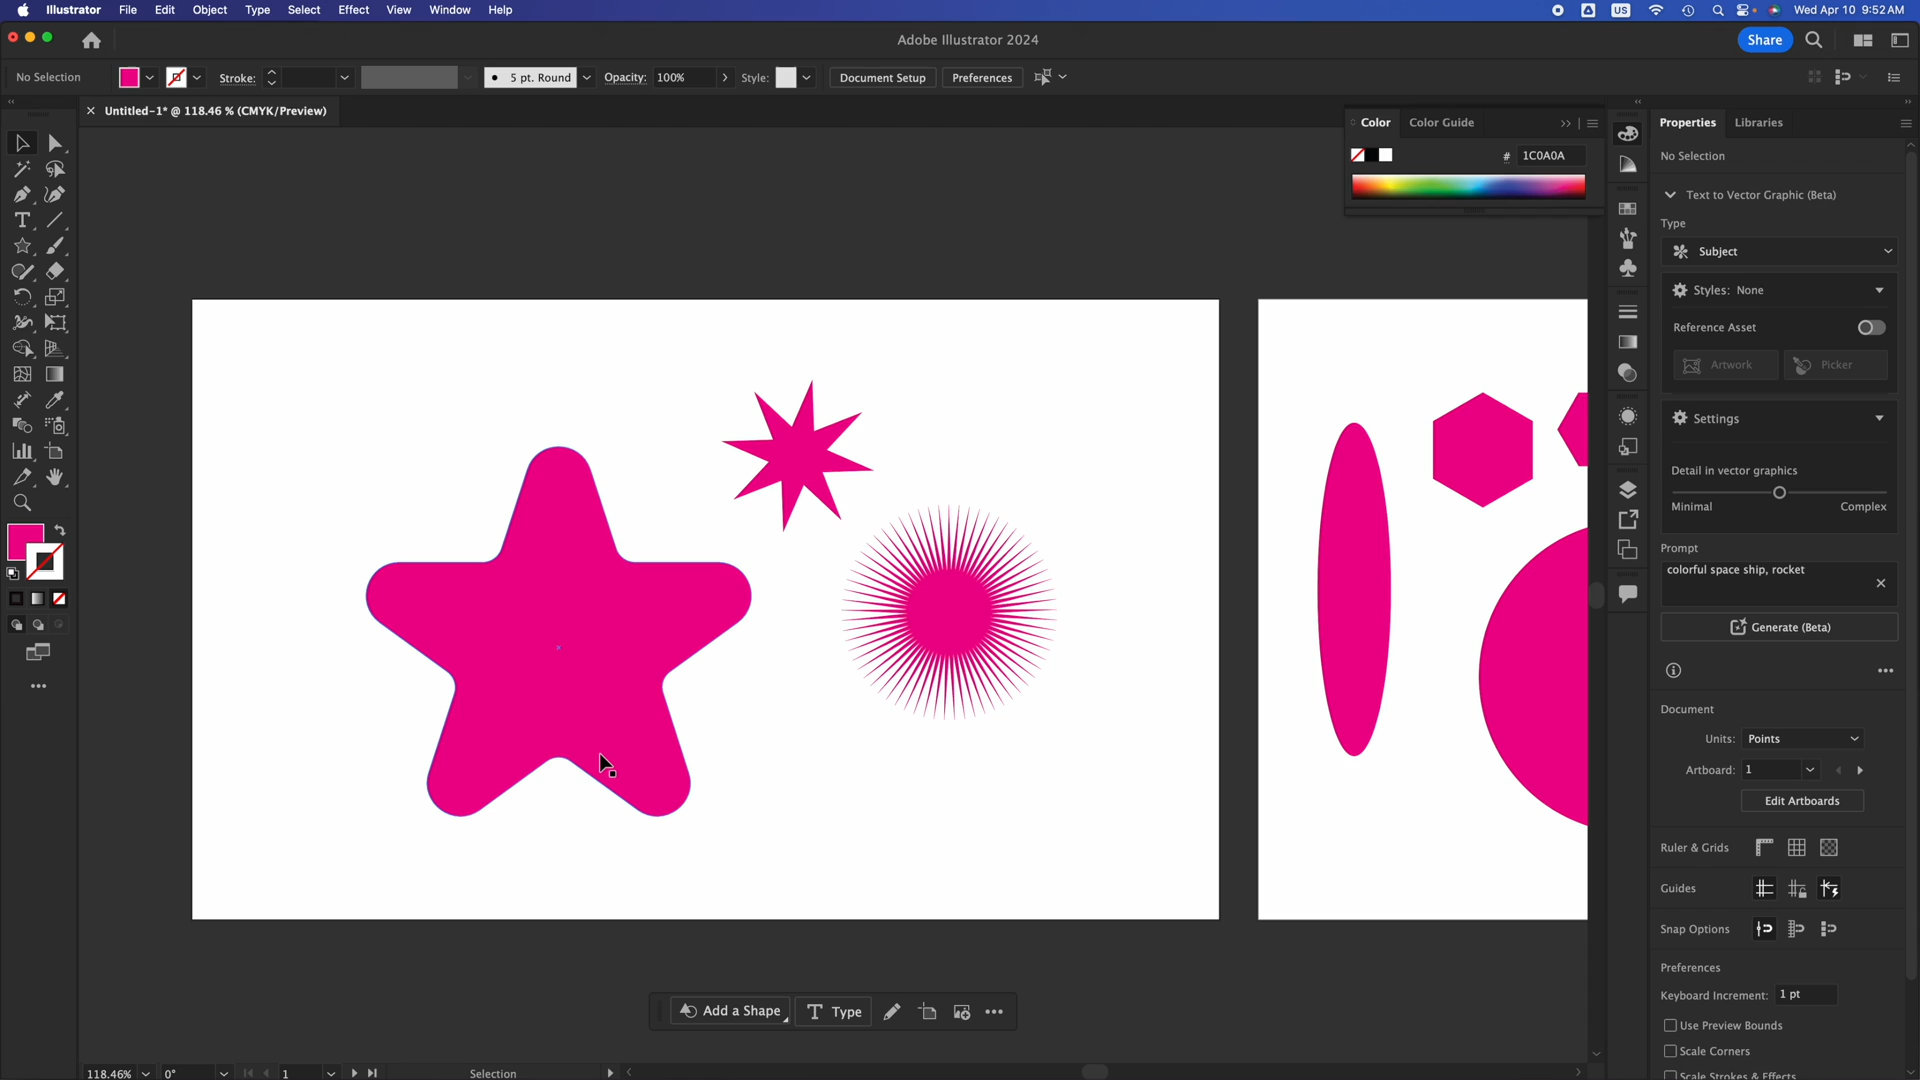 Illustrator File Edit Object Type Select Effect View Window Help
US
Wed Apr 10 9:52 AM
Adobe Illustrator 2024
Share
No Selection
Stroke:
5 pt. Round
Opacity: 100%
Style:
Document Setup
Preferences
Untitled-1* @ 118.46 % (CMYK/Preview)
Color
Color Guide
# 1C0A0A
Properties
Libraries
No Selection
Text to Vector Graphic (Beta)
Type
Subject
Styles: None
Reference Asset
Artwork
Picker
Settings
Detail in vector graphics
Minimal
Complex
Prompt
colorful space ship, rocket
Generate (Beta)
Document
Units: Points
Artboard: 1
Edit Artboards
Ruler & Grids
Guides
Snap Options
Preferences
Keyboard Increment: 1 pt
Use Preview Bounds
Scale Corners
Scale Strokes & Effects
Add a Shape
Type
118.46%
0°
1
Selection